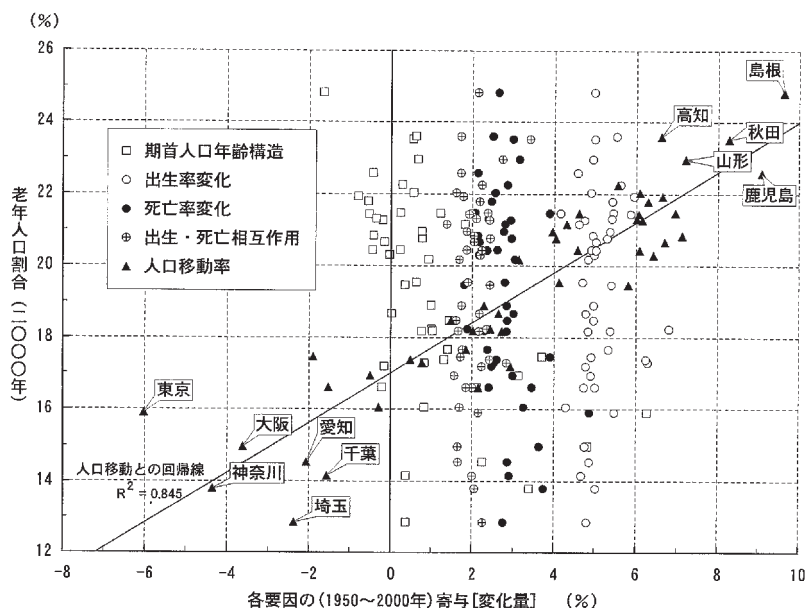 (%)
26
24
22
20
18
16
14
12
老年人口割合(二〇〇〇年)
□ 期首人口年齢構造
○ 出生率変化
● 死亡率変化
⊕ 出生・死亡相互作用
▲ 人口移動率
島根
高知
秋田
山形
鹿児島
東京
大阪
愛知
千葉
神奈川
埼玉
人口移動との回帰線
R² = 0.845
-8 -6 -4 -2 0 2 4 6 8 10
各要因の(1950〜2000年)寄与[変化量] (%)